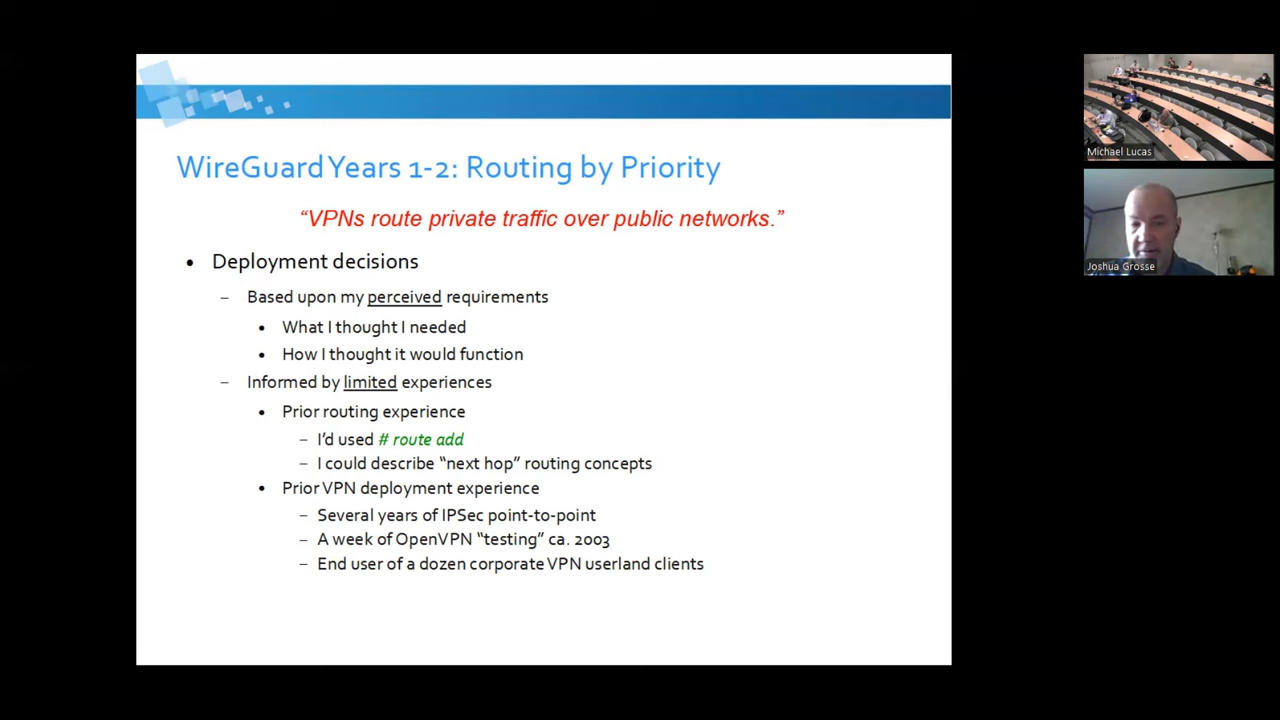 WireGuard Years 1-2: Routing by Priority
“VPNs route private traffic over public networks.”
• Deployment decisions
– Based upon my perceived requirements
• What I thought I needed
• How I thought it would function
– Informed by limited experiences
• Prior routing experience
– I’d used # route add
– I could describe “next hop” routing concepts
• Prior VPN deployment experience
– Several years of IPSec point-to-point
– A week of OpenVPN “testing” ca. 2003
– End user of a dozen corporate VPN userland clients
Michael Lucas
Joshua Grosse